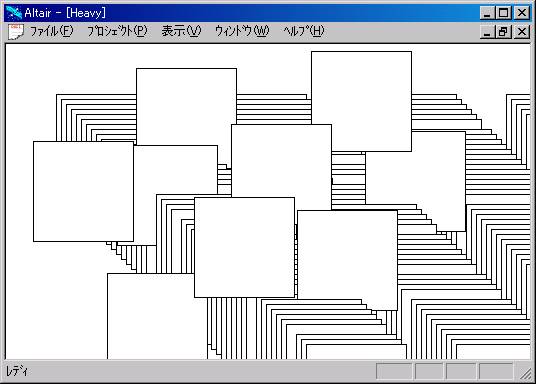 Altair - [Heavy]
ﾌｧｲﾙ(F) ﾌﾟﾛｼﾞｪｸﾄ(P) 表示(V) ｳｨﾝﾄﾞｳ(W) ﾍﾙﾌﾟ(H)
ﾚﾃﾞｨ